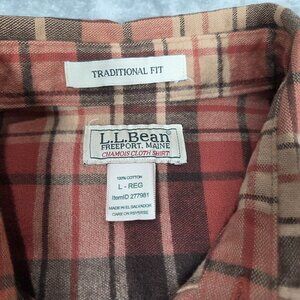 TRADITIONAL FIT
L.L.Bean
FREEPORT, MAINE
CHAMOIS CLOTH SHIRT
100% COTTON
L - REG
ItemID 277981
MADE IN EL SALVADOR
CARE ON REVERSE